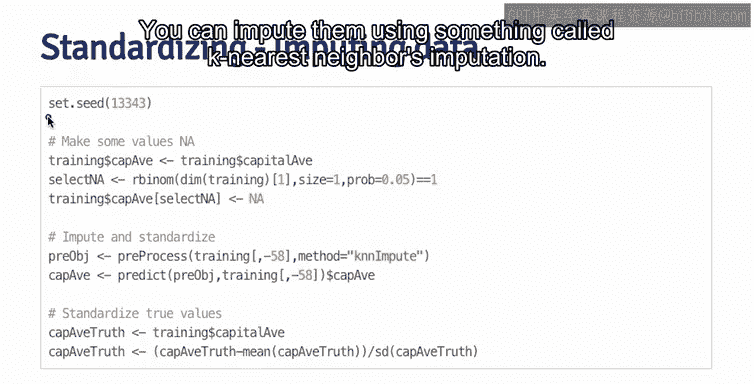 You can impute them using something called
k-nearest neighbor's imputation.
Standardizing - Imputing data
set.seed(13343)
# Make some values NA
training$capAve <- training$capitalAve
selectNA <- rbinom(dim(training)[1],size=1,prob=0.05)==1
training$capAve[selectNA] <- NA
# Impute and standardize
preObj <- preProcess(training[,-58],method="knnImpute")
capAve <- predict(preObj,training[,-58])$capAve
# Standardize true values
capAveTruth <- training$capitalAve
capAveTruth <- (capAveTruth-mean(capAveTruth))/sd(capAveTruth)